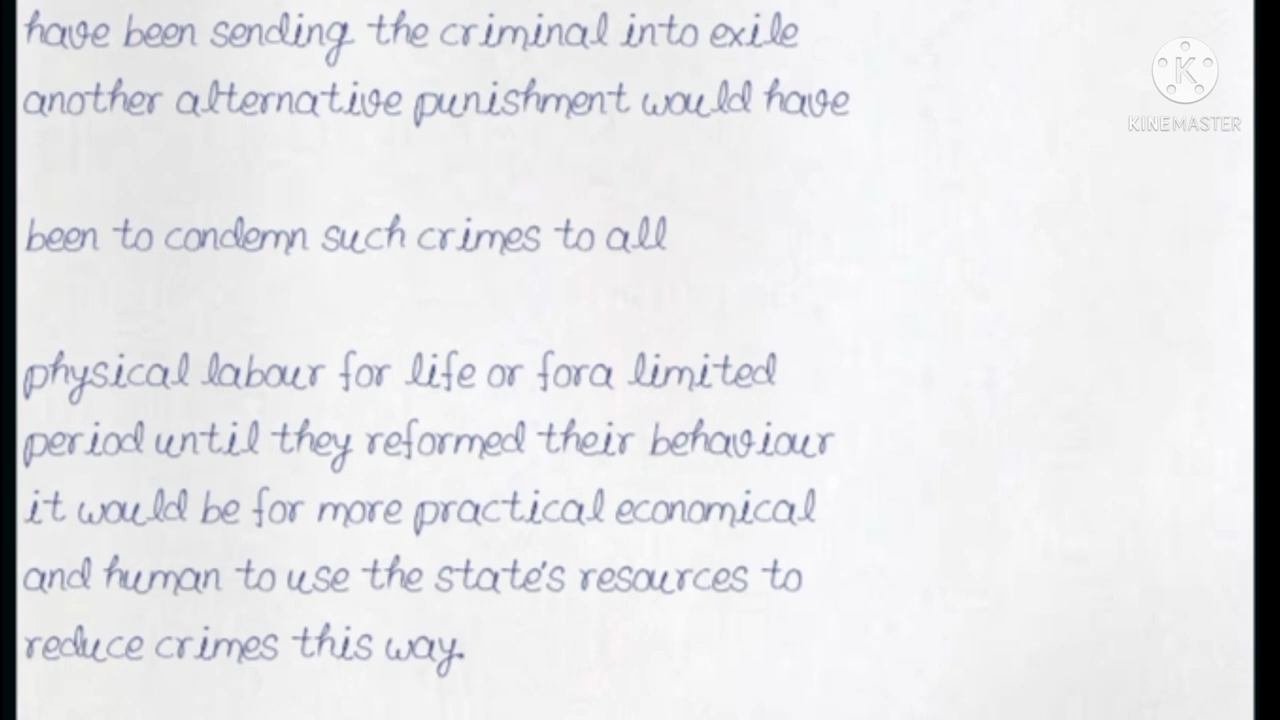 have been sending the criminal into exile
another alternative punishment would have
been to condemn such crimes to all
physical labour for life or fora limited
period until they reformed their behaviour
it would be for more practical economical
and human to use the state's resources to
reduce crimes this way.
K
KINEMASTER